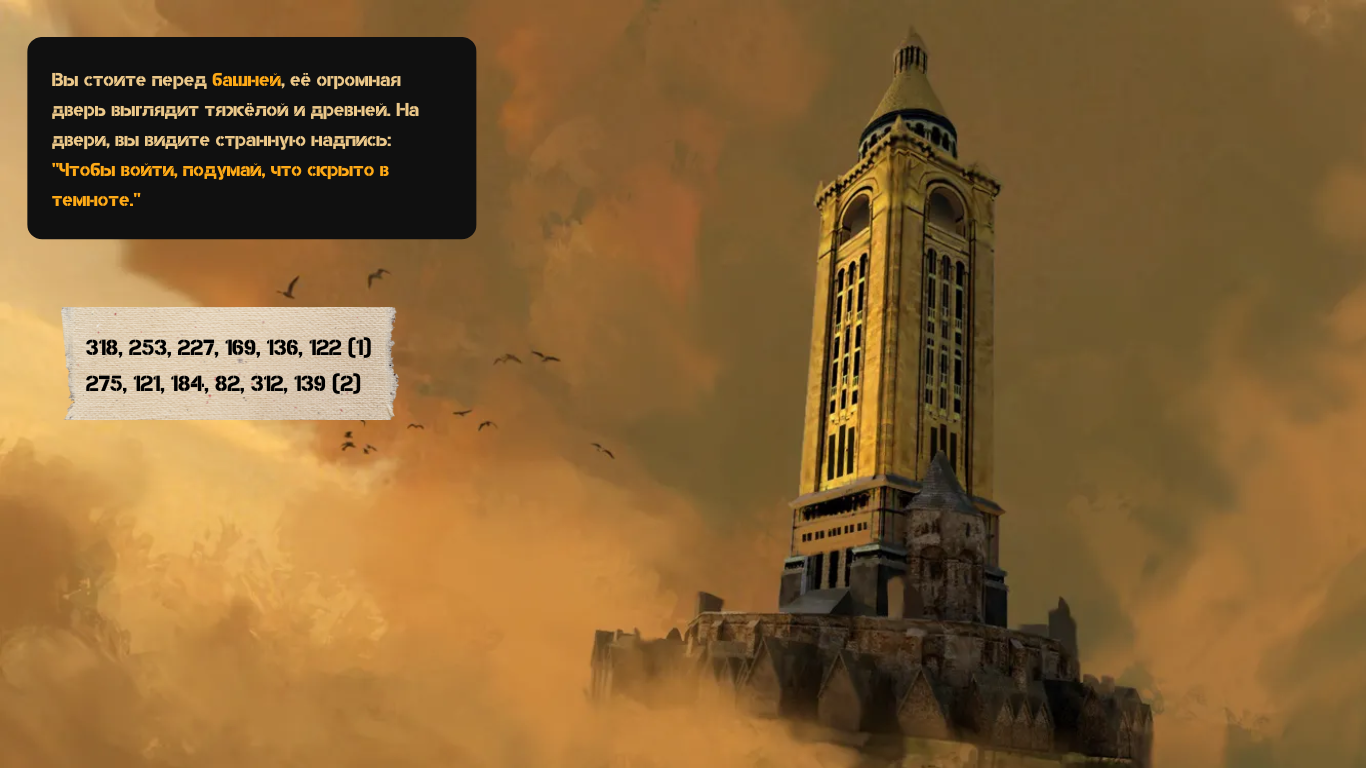 Вы стоите перед башней, её огромная
дверь выглядит тяжёлой и древней. На
двери, вы видите странную надпись:
"Чтобы войти, подумай, что скрыто в
темноте."
318, 253, 227, 169, 136, 122 (1)
275, 121, 184, 82, 312, 139 (2)